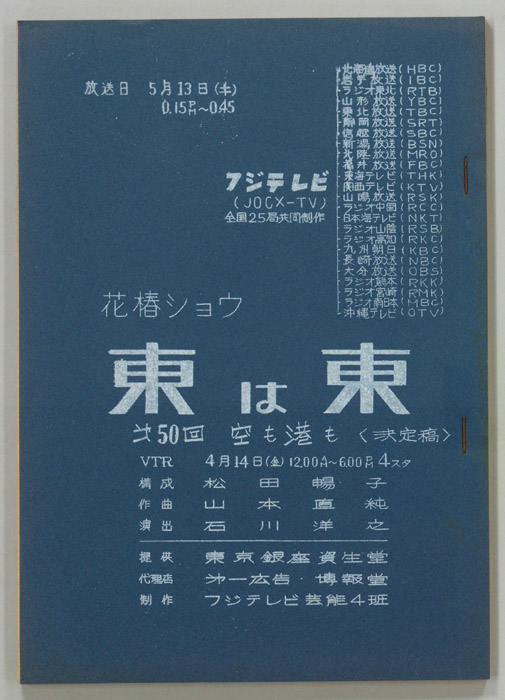 放送日 5月13日(土)
0.15PM〜0.45
フジテレビ
(JOCX-TV)
全国25局共同制作
北海道放送(HBC)
岩手放送(IBC)
ラジオ東北(RTB)
山形放送(YBC)
東北放送(TBC)
静岡放送(SRT)
信越放送(SBC)
新潟放送(BSN)
北陸放送(MRO)
福井放送(FBC)
東海テレビ(THK)
関西テレビ(KTV)
山陽放送(RSK)
ラジオ中国(RCC)
日本海テレビ(NKT)
ラジオ山陰(RSB)
ラジオ高知(RKC)
九州朝日(KBC)
長崎放送(NBC)
大分放送(OBS)
ラジオ熊本(RKK)
ラジオ宮崎(RMK)
ラジオ南日本(MBC)
沖縄テレビ(OTV)
花椿ショウ
東は東
第50回 空も港も〈決定稿〉
VTR 4月14日(金)12.00AM〜6.00PM 4スタ
構成 松田暢子
作曲 山本直純
演出 石川洋之
提供 東京銀座資生堂
代理店 第一広告・博報堂
制作 フジテレビ芸能4班